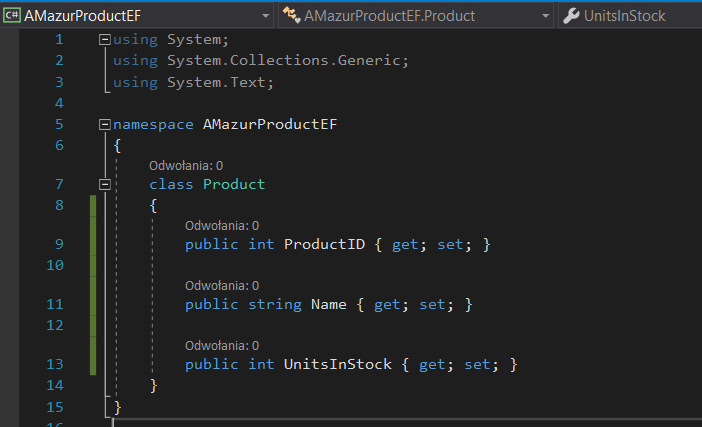 C# AMazurProductEF AMazurProductEF.Product UnitsInStock
1 using System;
2 using System.Collections.Generic;
3 using System.Text;
4
5 namespace AMazurProductEF
6 {
Odwołania: 0
7 class Product
8 {
Odwołania: 0
9 public int ProductID { get; set; }
10
Odwołania: 0
11 public string Name { get; set; }
12
Odwołania: 0
13 public int UnitsInStock { get; set; }
14 }
15 }
16